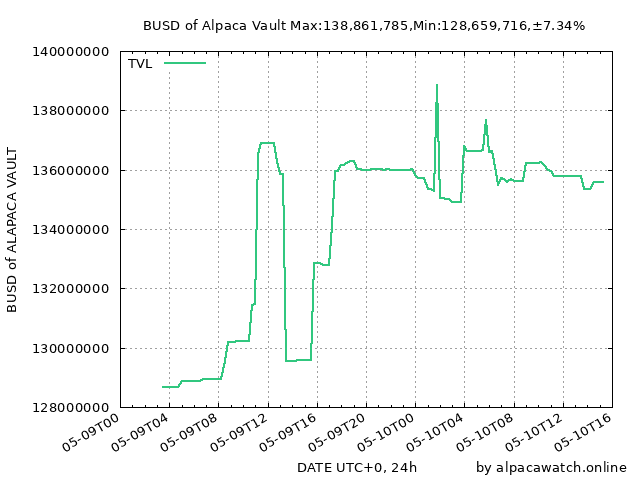 BUSD of Alpaca Vault Max:138,861,785,Min:128,659,716,±7.34%
TVL
140000000
138000000
136000000
134000000
132000000
130000000
128000000
BUSD of ALAPACA VAULT
05-09T00
05-09T04
05-09T08
05-09T12
05-09T16
05-09T20
05-10T00
05-10T04
05-10T08
05-10T12
05-10T16
DATE UTC+0, 24h
by alpacawatch.online